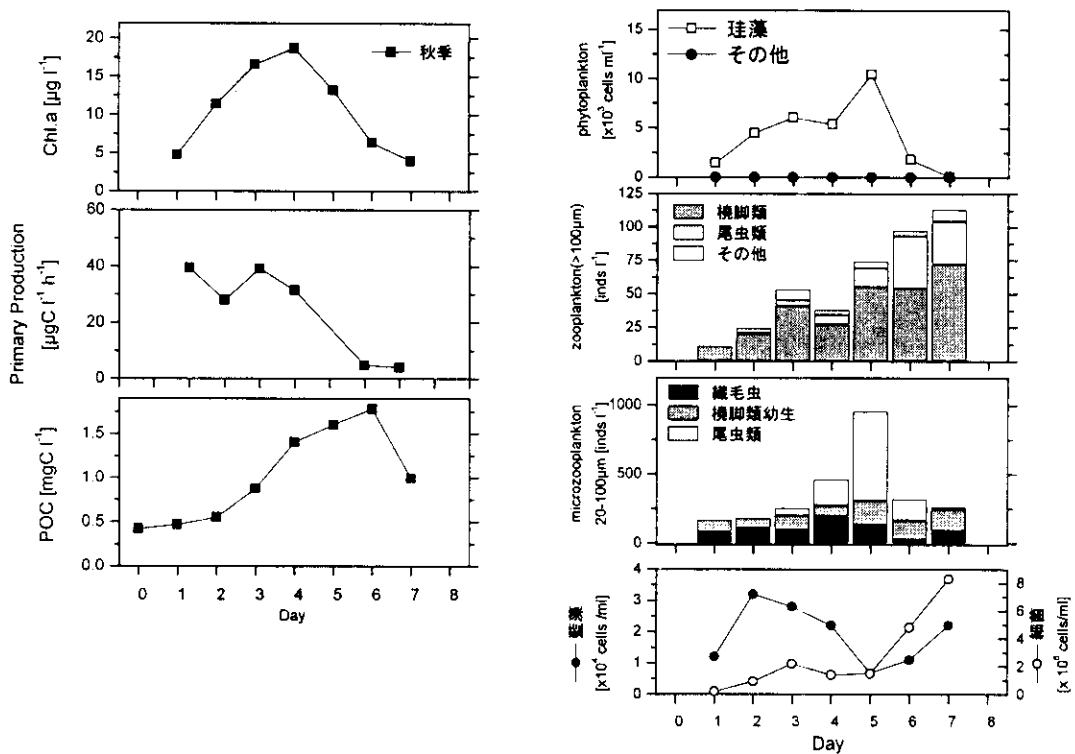 Chl.a [µg l⁻¹]
20
15
10
5
0
秋季
Primary Production
[µgC l⁻¹ h⁻¹]
60
40
20
0
POC [mgC l⁻¹]
1.5
1.0
0.5
0.0
0 1 2 3 4 5 6 7 8
Day
phytoplankton
[x10³ cells ml⁻¹]
15
10
5
0
珪藻
その他
zooplankton(>100µm)
[inds l⁻¹]
125
100
75
50
25
0
橈脚類
尾虫類
その他
microzooplankton
20-100µm [inds l⁻¹]
1000
500
0
繊毛虫
橈脚類幼生
尾虫類
藍藻
[x10⁴ cells /ml]
4
3
2
1
0
8
6
4
2
0
細菌
[x 10⁶ cells/ml]
0 1 2 3 4 5 6 7 8
Day